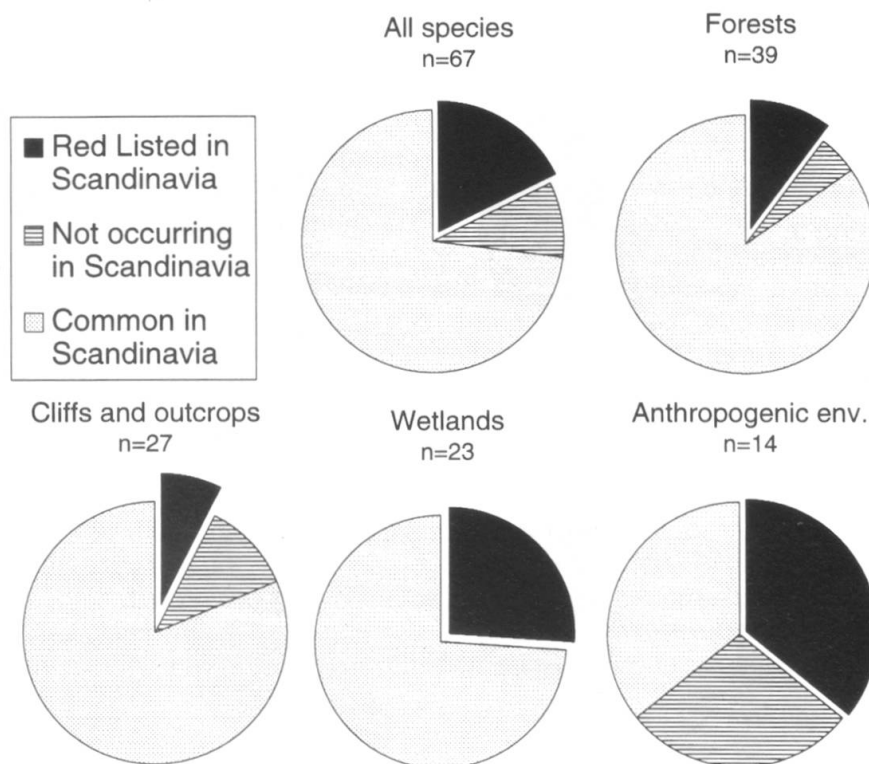 All species
n=67
Forests
n=39
Red Listed in
Scandinavia
Not occurring
in Scandinavia
Common in
Scandinavia
Cliffs and outcrops
n=27
Wetlands
n=23
Anthropogenic env.
n=14